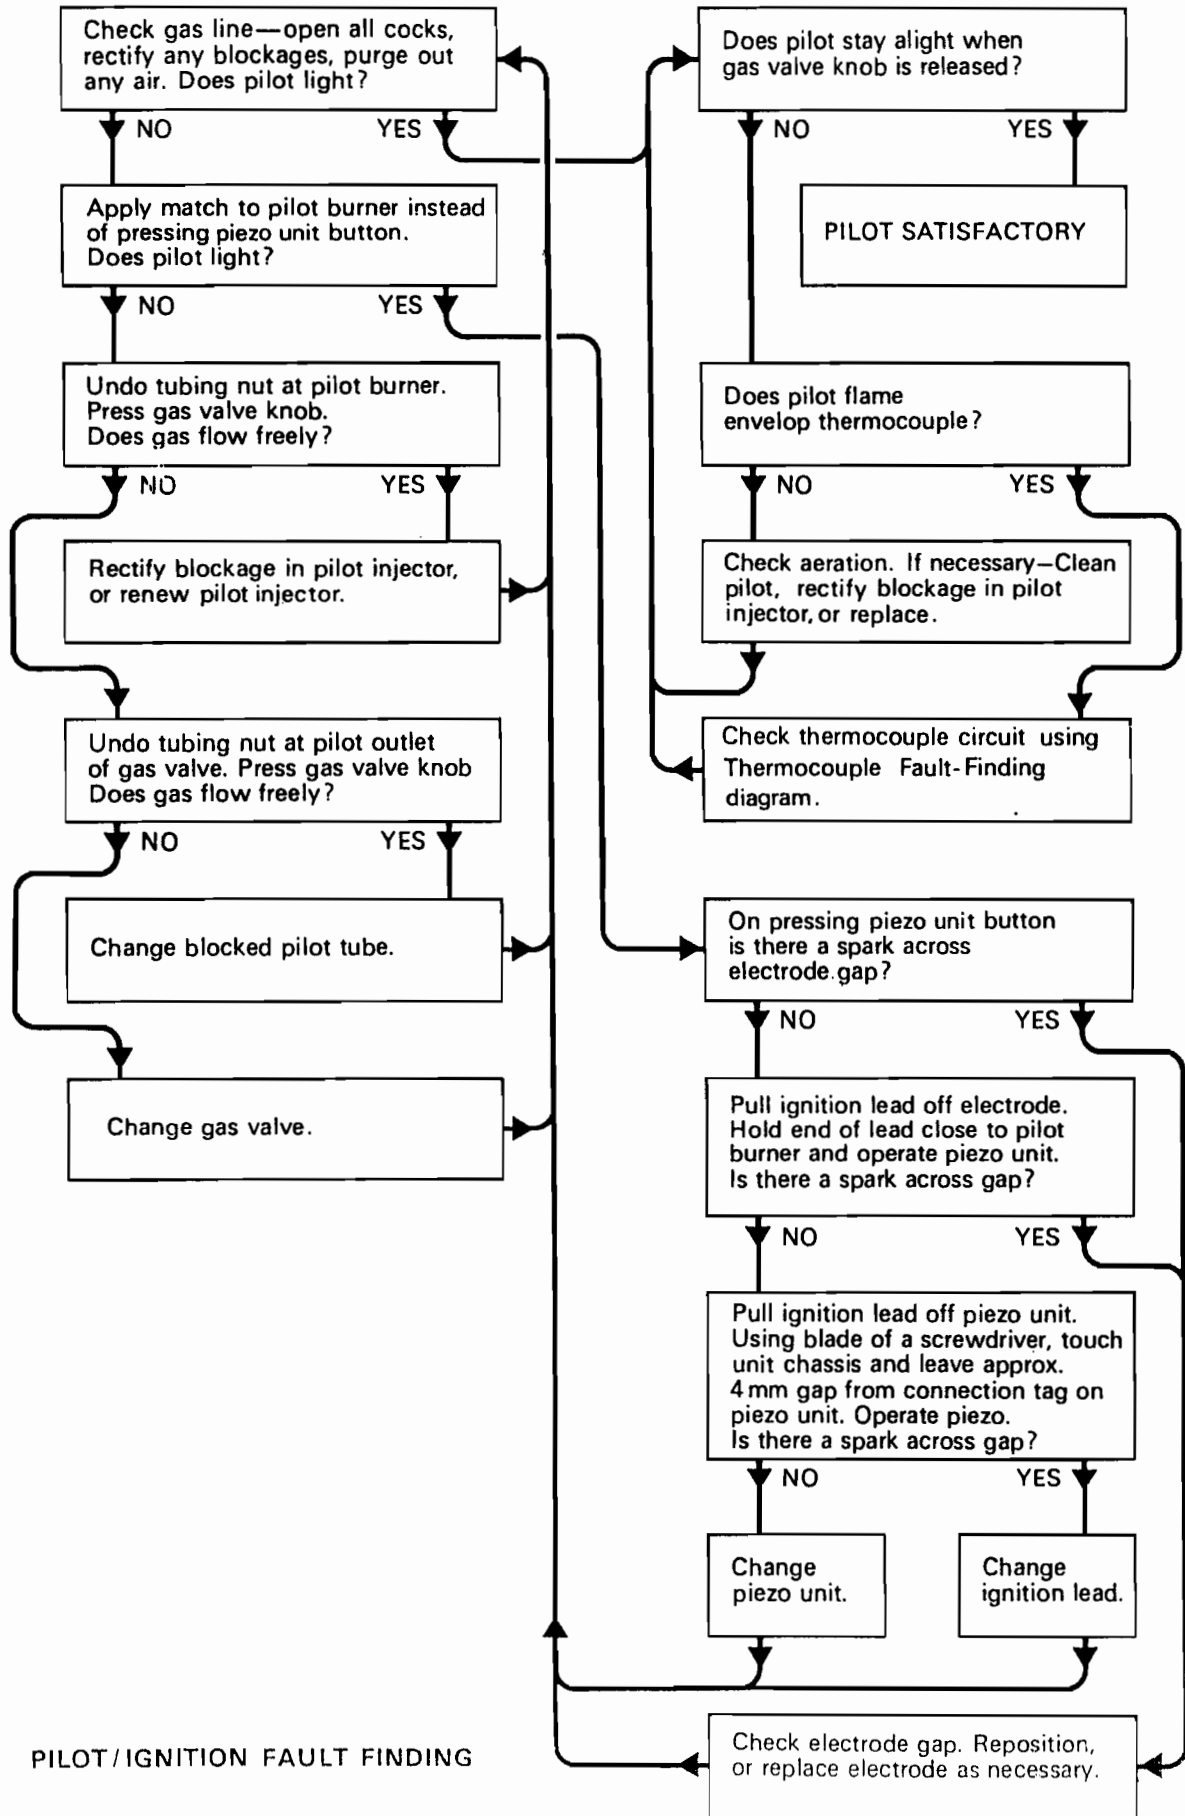 Check gas line—open all cocks,
rectify any blockages, purge out
any air. Does pilot light?
NO
YES
Apply match to pilot burner instead
of pressing piezo unit button.
Does pilot light?
NO
YES
Undo tubing nut at pilot burner.
Press gas valve knob.
Does gas flow freely?
NO
YES
Rectify blockage in pilot injector,
or renew pilot injector.
Undo tubing nut at pilot outlet
of gas valve. Press gas valve knob
Does gas flow freely?
NO
YES
Change blocked pilot tube.
Change gas valve.
Does pilot stay alight when
gas valve knob is released?
NO
YES
PILOT SATISFACTORY
Does pilot flame
envelop thermocouple?
NO
YES
Check aeration. If necessary—Clean
pilot, rectify blockage in pilot
injector, or replace.
Check thermocouple circuit using
Thermocouple Fault-Finding
diagram.
On pressing piezo unit button
is there a spark across
electrode gap?
NO
YES
Pull ignition lead off electrode.
Hold end of lead close to pilot
burner and operate piezo unit.
Is there a spark across gap?
NO
YES
Pull ignition lead off piezo unit.
Using blade of a screwdriver, touch
unit chassis and leave approx.
4 mm gap from connection tag on
piezo unit. Operate piezo.
Is there a spark across gap?
NO
YES
Change
piezo unit.
Change
ignition lead.
Check electrode gap. Reposition,
or replace electrode as necessary.
PILOT/IGNITION FAULT FINDING